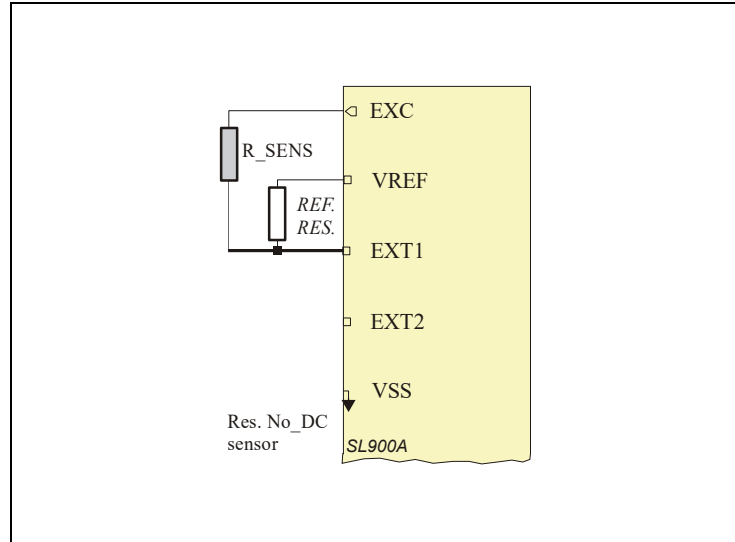 EXC
R_SENS
VREF
REF.
RES.
EXT1
EXT2
VSS
Res. No_DC
sensor
SL900A